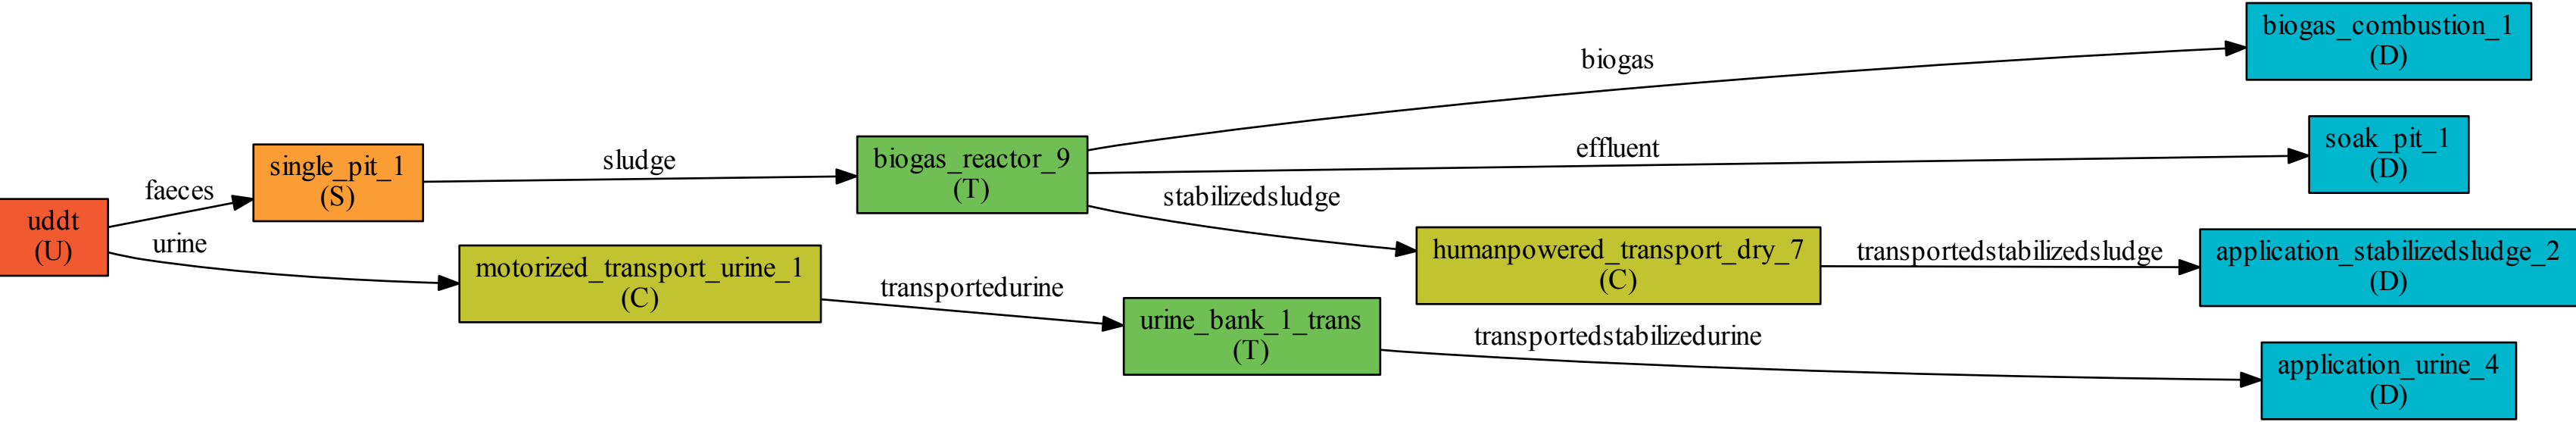 biogas_combustion_1
(D)
biogas
soak_pit_1
(D)
effluent
single_pit_1
(S)
sludge
biogas_reactor_9
(T)
faeces
stabilizedsludge
uddt
(U)
urine
humanpowered_transport_dry_7
(C)
transportedstabilizedsludge
application_stabilizedsludge_2
(D)
motorized_transport_urine_1
(C)
transportedurine
urine_bank_1_trans
(T)
transportedstabilizedurine
application_urine_4
(D)